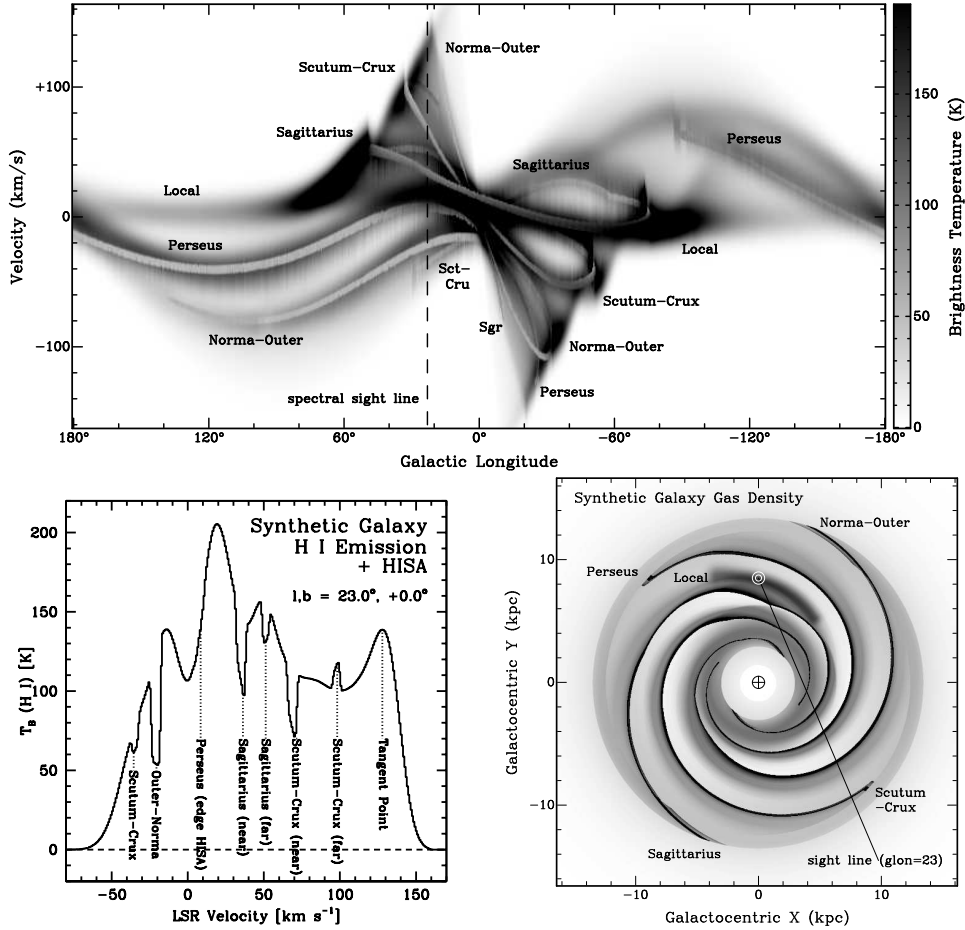 Norma-Outer
Scutum-Crux
+100
Sagittarius
Perseus
Sagittarius
Local
0
Perseus
Local
Sct-
Cru
Scutum-Crux
Sgr
Norma-Outer
Norma-Outer
-100
Perseus
spectral sight line
Velocity (km/s)
180° 120° 60° 0° -60° -120° -180°
Galactic Longitude
150
100
50
0
Brightness Temperature (K)
Synthetic Galaxy
H I Emission
+ HISA
l,b = 23.0°, +0.0°
200
150
100
50
0
T_B (H I) [K]
Scutum-Crux
Outer-Norma
Perseus (edge HISA)
Sagittarius (near)
Sagittarius (far)
Scutum-Crux (near)
Scutum-Crux (far)
Tangent Point
-50 0 50 100 150
LSR Velocity [km s⁻¹]
Synthetic Galaxy Gas Density
Norma-Outer
10
Perseus
Local
0
-10
Scutum
-Crux
Sagittarius
sight line (glon=23)
Galactocentric Y (kpc)
-10 0 10
Galactocentric X (kpc)